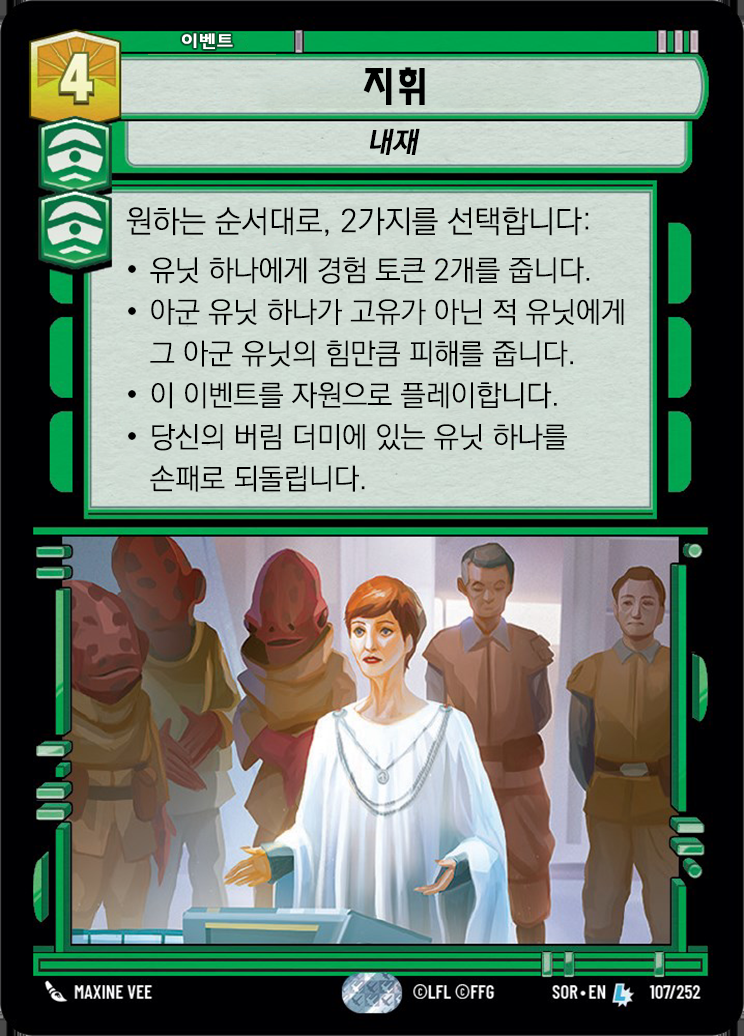 이벤트
4
지휘
내재
원하는 순서대로, 2가지를 선택합니다:
• 유닛 하나에게 경험 토큰 2개를 줍니다.
• 아군 유닛 하나가 고유가 아닌 적 유닛에게
그 아군 유닛의 힘만큼 피해를 줍니다.
• 이 이벤트를 자원으로 플레이합니다.
• 당신의 버림 더미에 있는 유닛 하나를
손패로 되돌립니다.
MAXINE VEE ©LFL ©FFG SOR • EN L 107/252